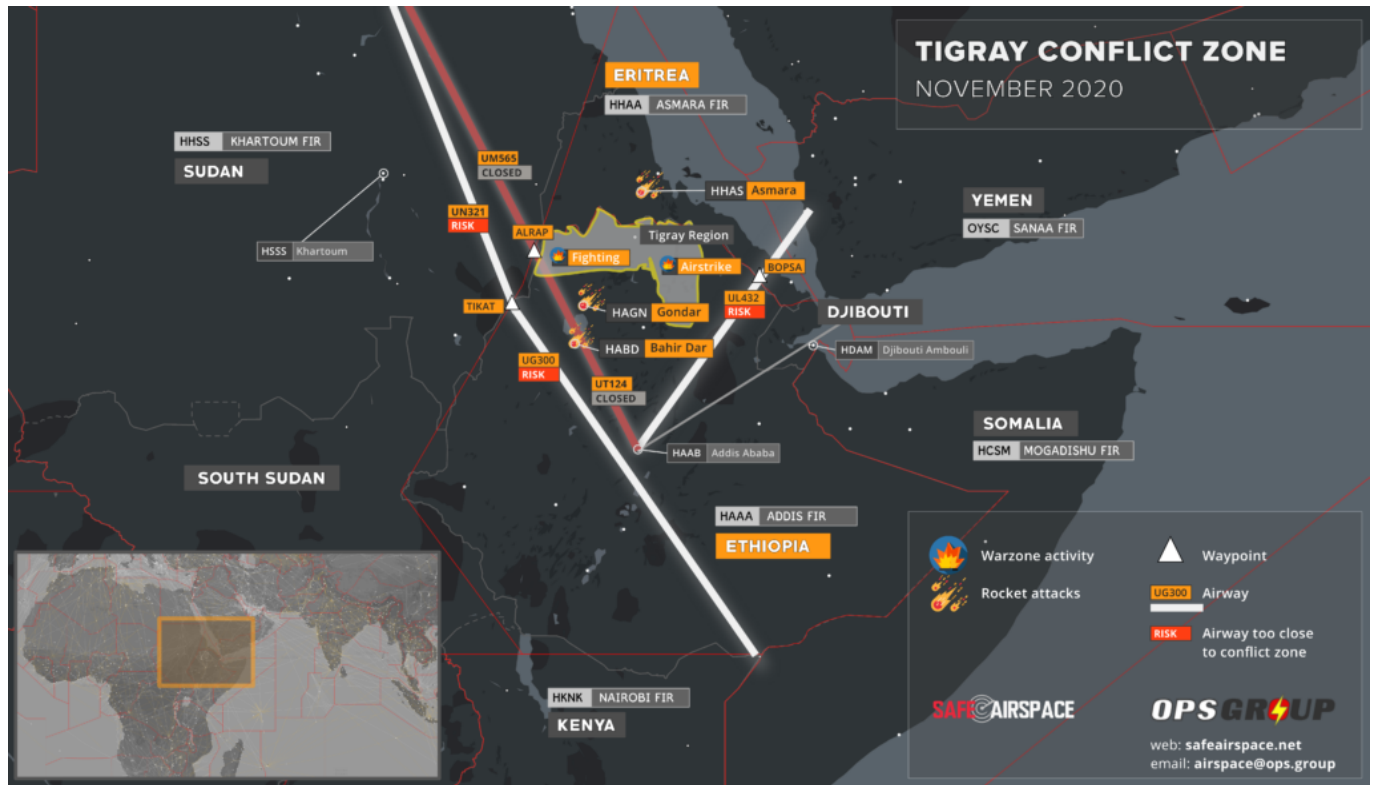 TIGRAY CONFLICT ZONE
NOVEMBER 2020
ERITREA
HHAA ASMARA FIR
HHSS KHARTOUM FIR
SUDAN
UM565
CLOSED
HHAS Asmara
YEMEN
OYSC SANAA FIR
UN321
RISK
ALRAP
Tigray Region
HSSS Khartoum
Fighting
Airstrike
BOPSA
TIKAT
HAGN Gondar
UL432
RISK
DJIBOUTI
HABD Bahir Dar
HDAM Djibouti Ambouli
UG300
RISK
UT124
CLOSED
SOMALIA
HCSM MOGADISHU FIR
HAAB Addis Ababa
SOUTH SUDAN
HAAA ADDIS FIR
ETHIOPIA
HKNK NAIROBI FIR
KENYA
Warzone activity
Rocket attacks
Waypoint
UG300 Airway
RISK Airway too close
to conflict zone
SAFE AIRSPACE
OPSGROUP
web: safeairspace.net
email: airspace@ops.group